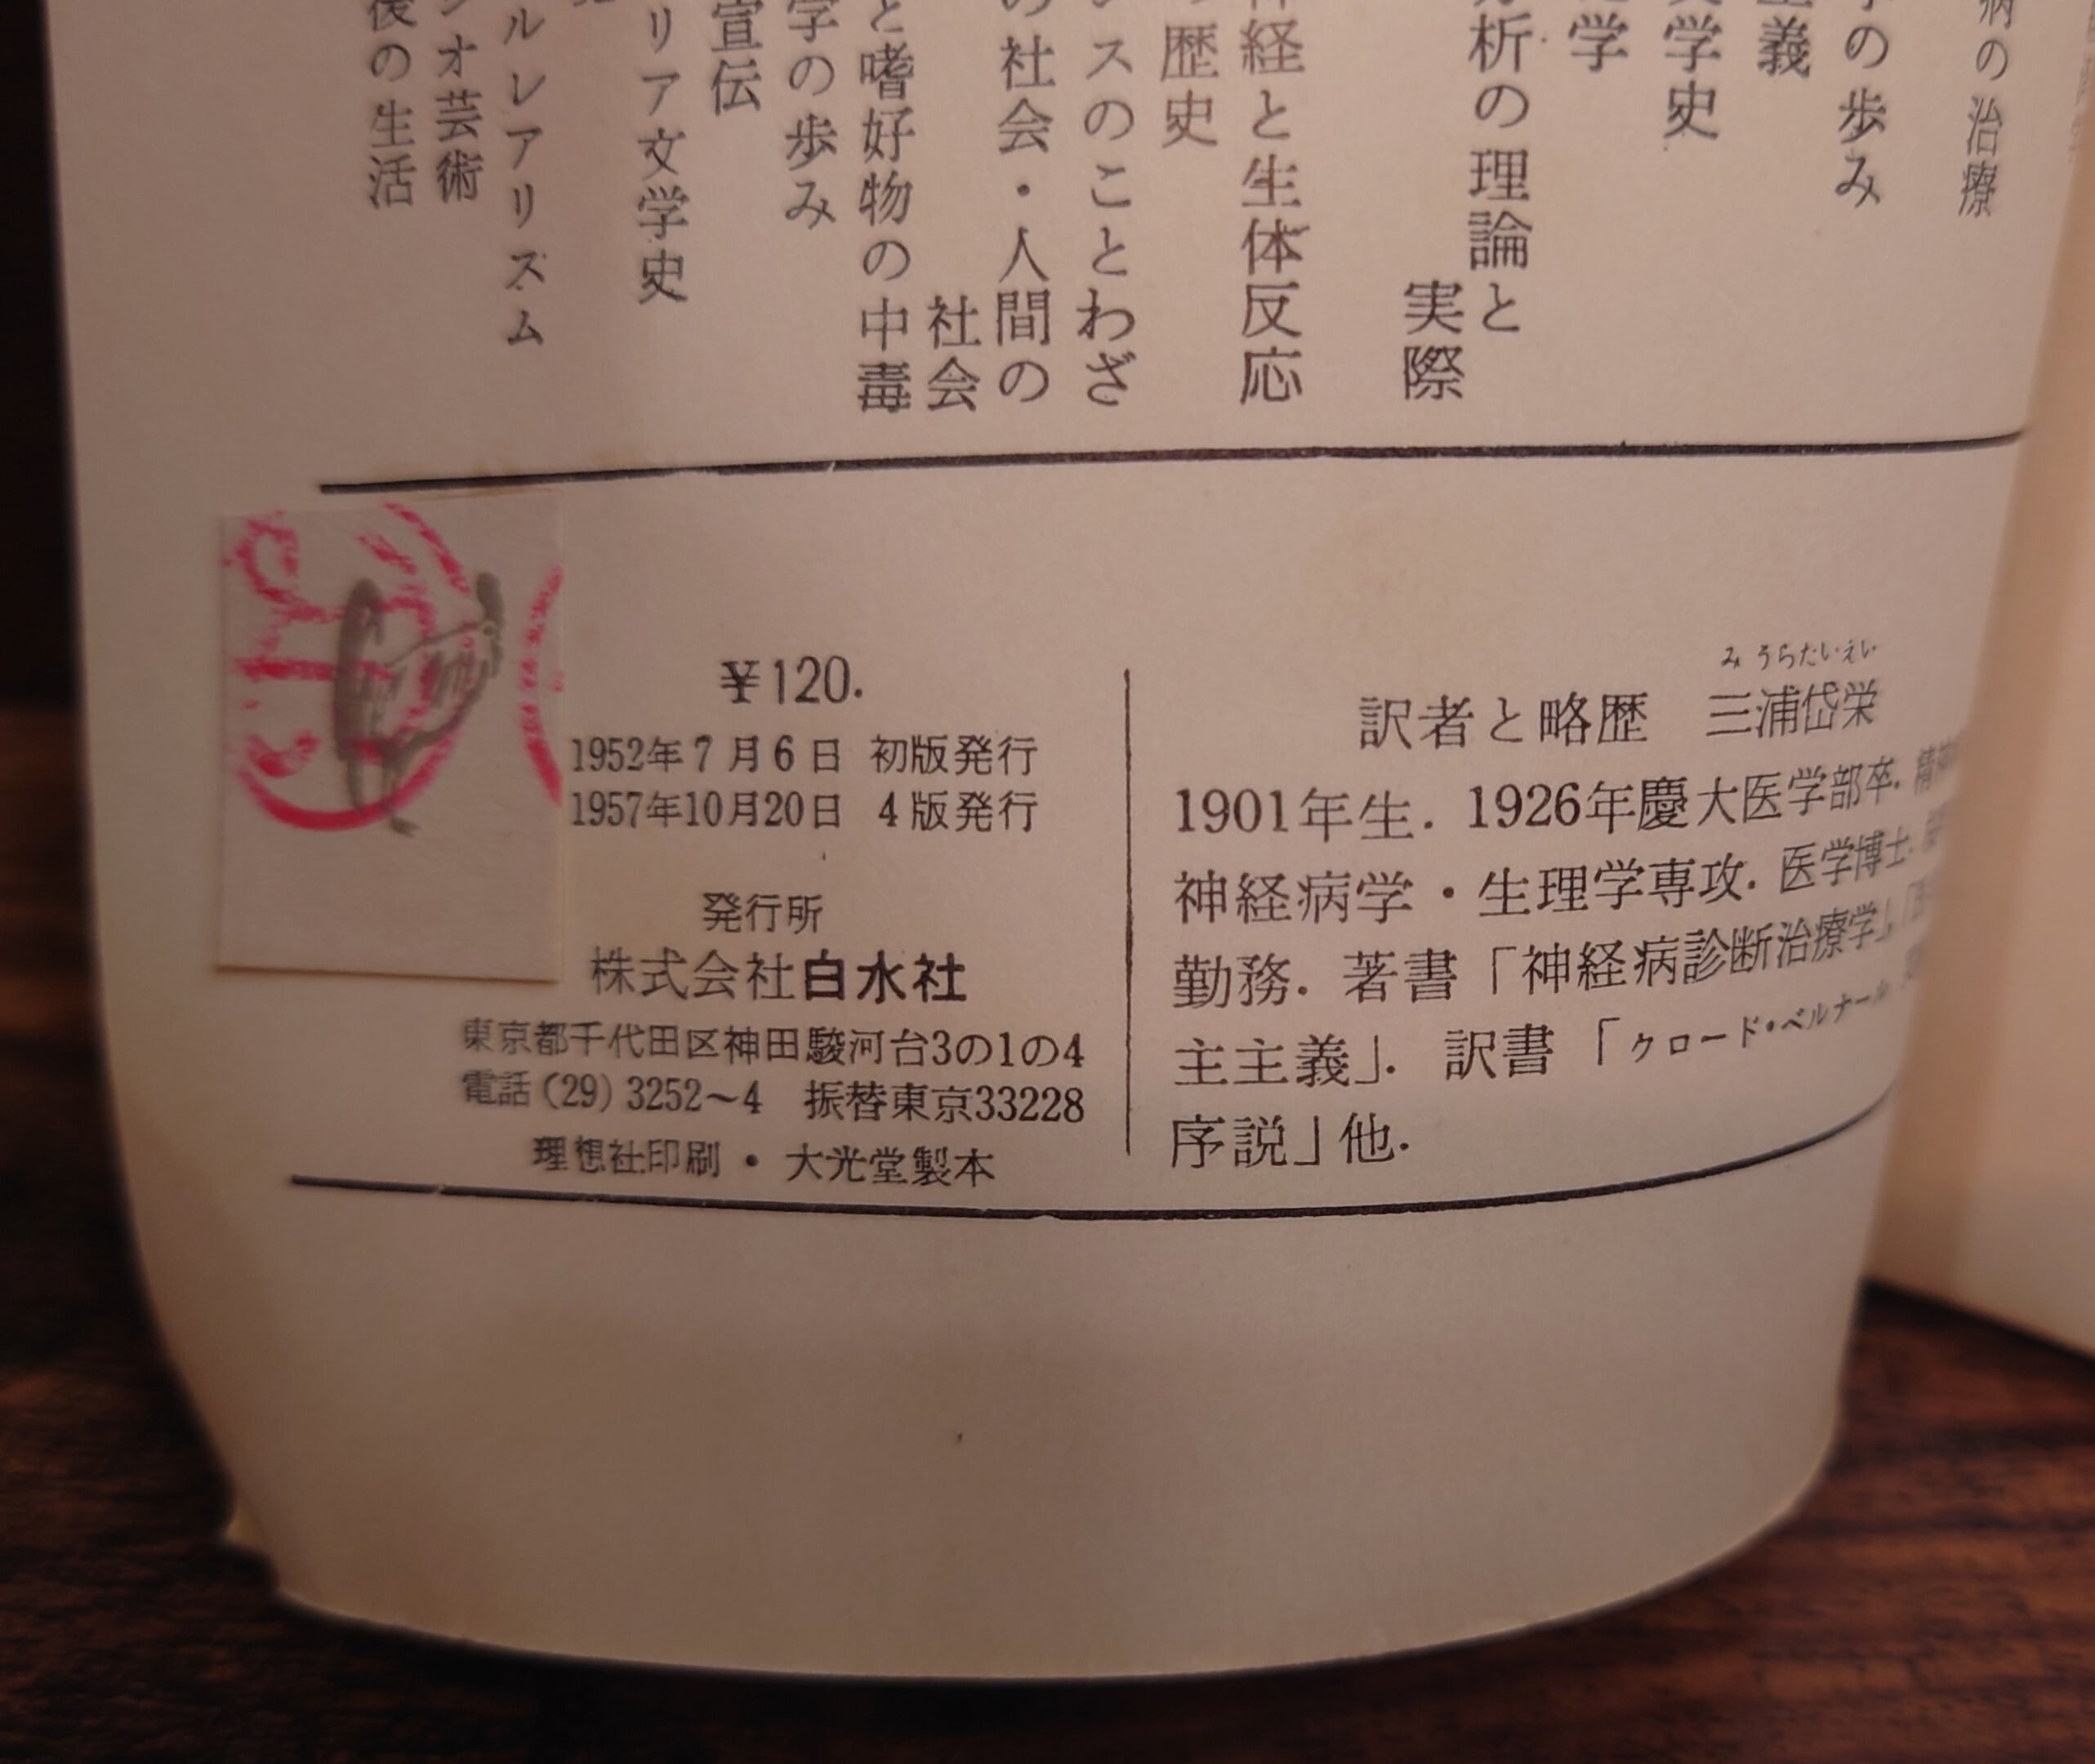 病の治療
の歩み
義
学史
学
析の理論と
実際
経と生体反応
歴史
スのことわざ
の社会・人間の
社会
と嗜好物の中毒
学の歩み
宣伝
リア文学史
ルレアリスム
オ芸術
後の生活
¥120.
1952年7月6日 初版発行
1957年10月20日 4版発行
発行所
株式会社白水社
東京都千代田区神田駿河台3の1の4
電話(29)3252~4 振替東京33228
理想社印刷・大光堂製本
みうらたいえい
訳者と略歴 三浦岱栄
1901年生. 1926年慶大医学部卒. 精神
神経病学・生理学専攻. 医学博士.
勤務. 著書「神経病診断治療学」.
主主義」. 訳書「クロード・ベルナール
序説」他.